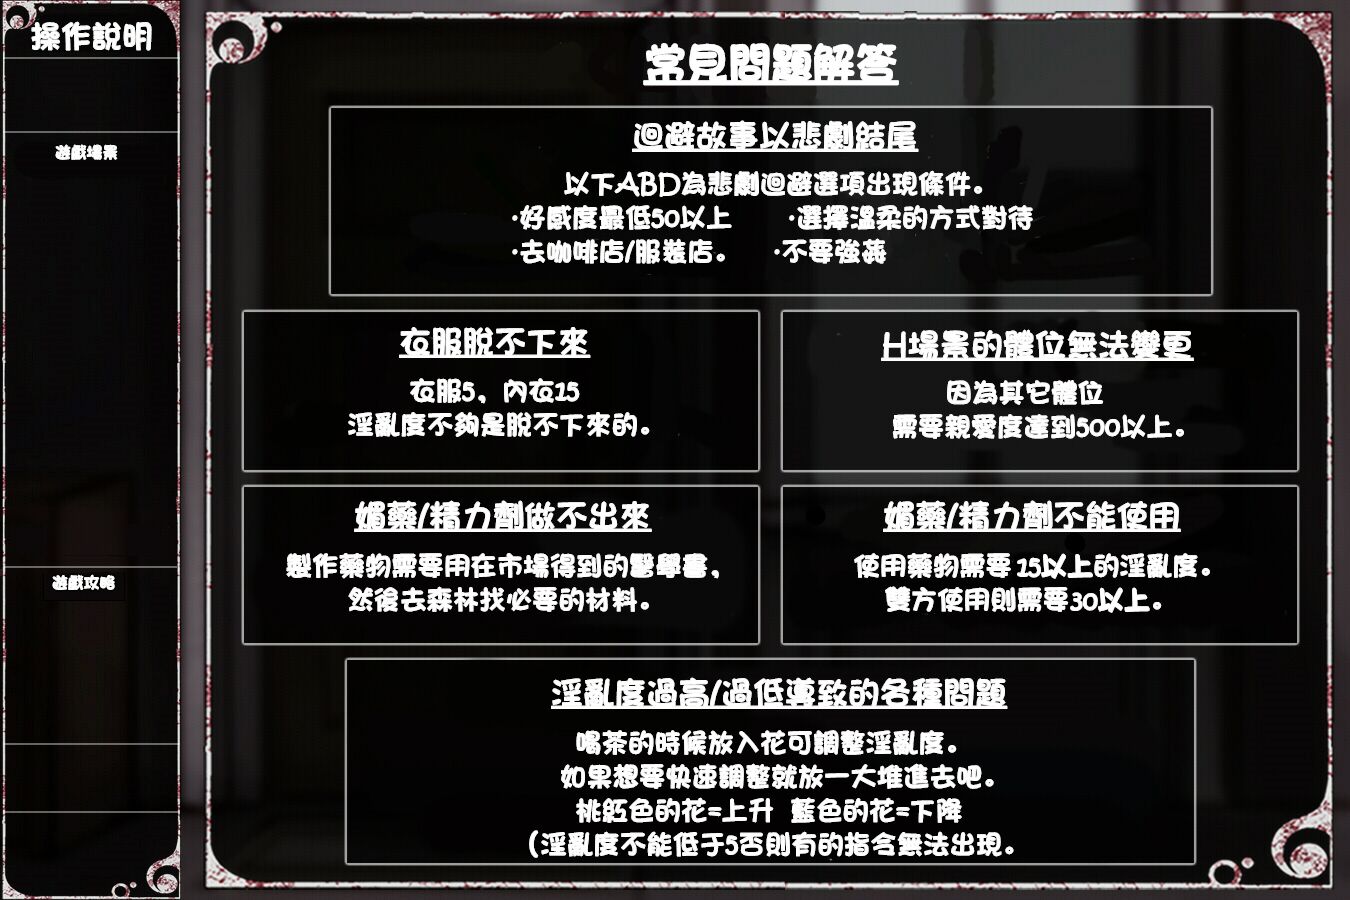 操作說明
遊戲場景
遊戲攻略
常見問題解答
迴避故事以悲劇結尾
以下ABD為悲劇迴避選項出現條件。
·好感度最低50以上 ·選擇溫柔的方式對待
·去咖啡店/服裝店。 ·不要強姦
衣服脫不下來
衣服5，內衣15
淫亂度不夠是脫不下來的。
H場景的體位無法變更
因為其它體位
需要親愛度達到500以上。
媚藥/精力劑做不出來
製作藥物需要用在市場得到的醫學書，
然後去森林找必要的材料。
媚藥/精力劑不能使用
使用藥物需要15以上的淫亂度。
雙方使用則需要30以上。
淫亂度過高/過低導致的各種問題
喝茶的時候放入花可調整淫亂度。
如果想要快速調整就放一大堆進去吧。
桃紅色的花=上升 藍色的花=下降
(淫亂度不能低于5否則有的指令無法出現。